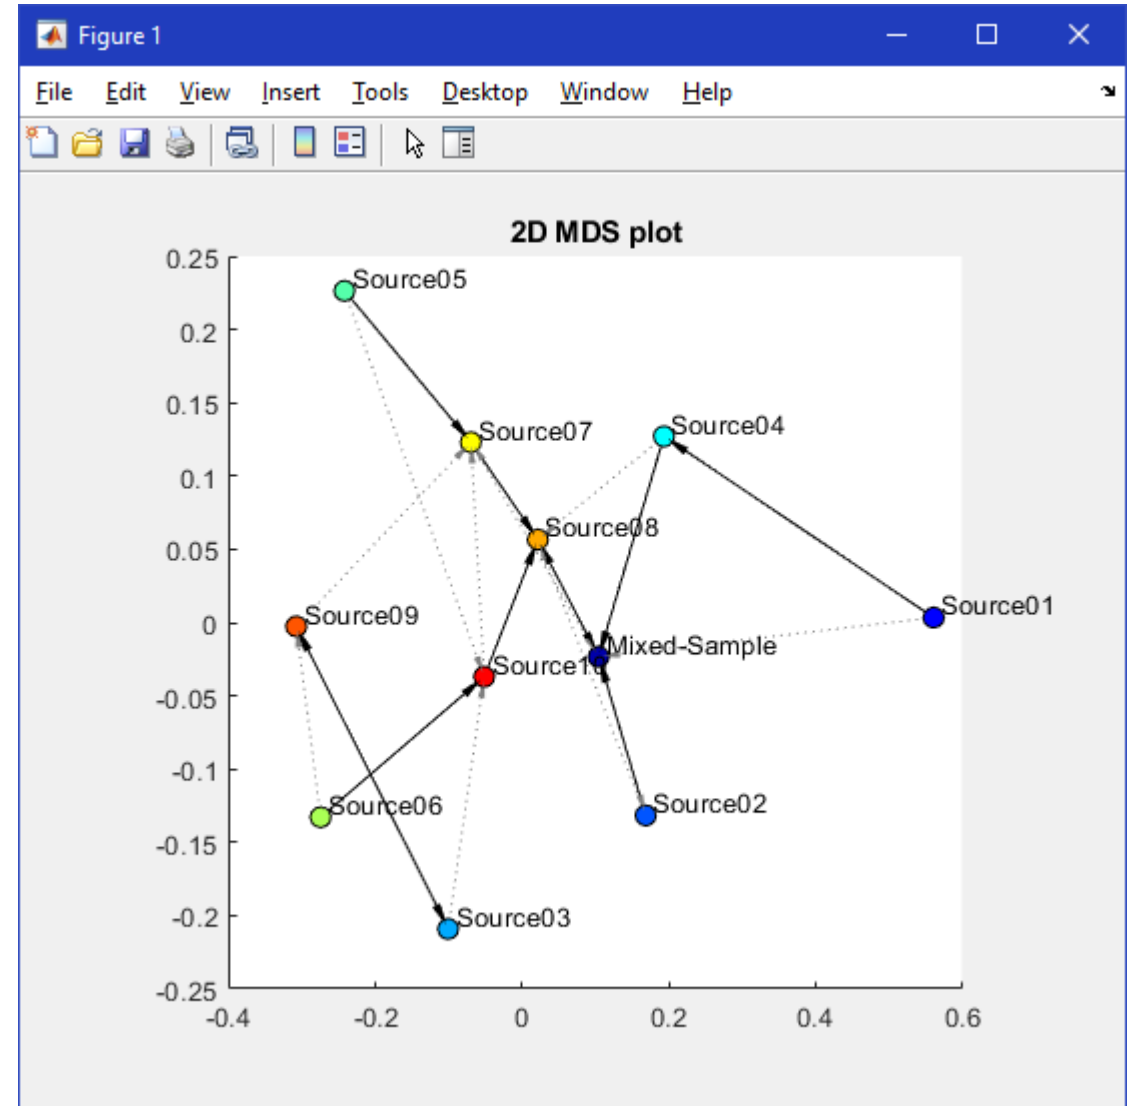 Figure 1
File Edit View Insert Tools Desktop Window Help
2D MDS plot
0.25
Source05
0.2
0.15
Source07
Source04
0.1
Source08
0.05
Source01
Source09
0
Mixed-Sample
Source10
-0.05
-0.1
Source06
Source02
-0.15
Source03
-0.2
-0.25
-0.4 -0.2 0 0.2 0.4 0.6